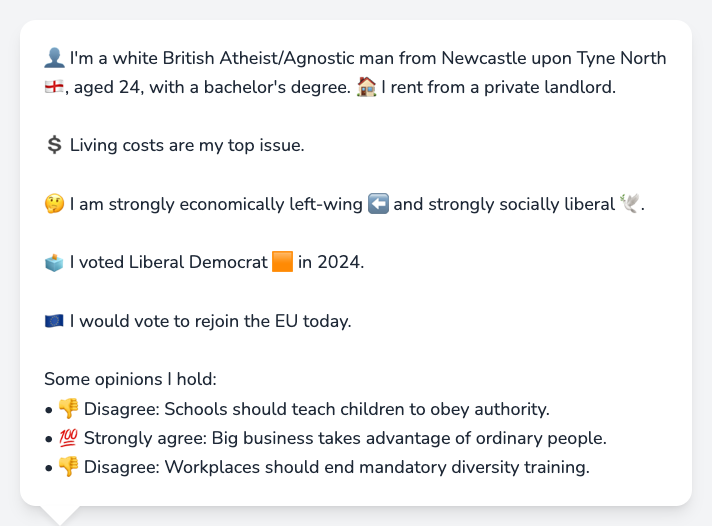 👤 I'm a white British Atheist/Agnostic man from Newcastle upon Tyne North
🏴󠁧󠁢󠁥󠁮󠁧󠁿, aged 24, with a bachelor's degree. 🏠 I rent from a private landlord.
💲 Living costs are my top issue.
🤔 I am strongly economically left-wing ⬅️ and strongly socially liberal 🕊️.
🗳️ I voted Liberal Democrat 🟧 in 2024.
🇪🇺 I would vote to rejoin the EU today.
Some opinions I hold:
• 👎 Disagree: Schools should teach children to obey authority.
• 💯 Strongly agree: Big business takes advantage of ordinary people.
• 👎 Disagree: Workplaces should end mandatory diversity training.